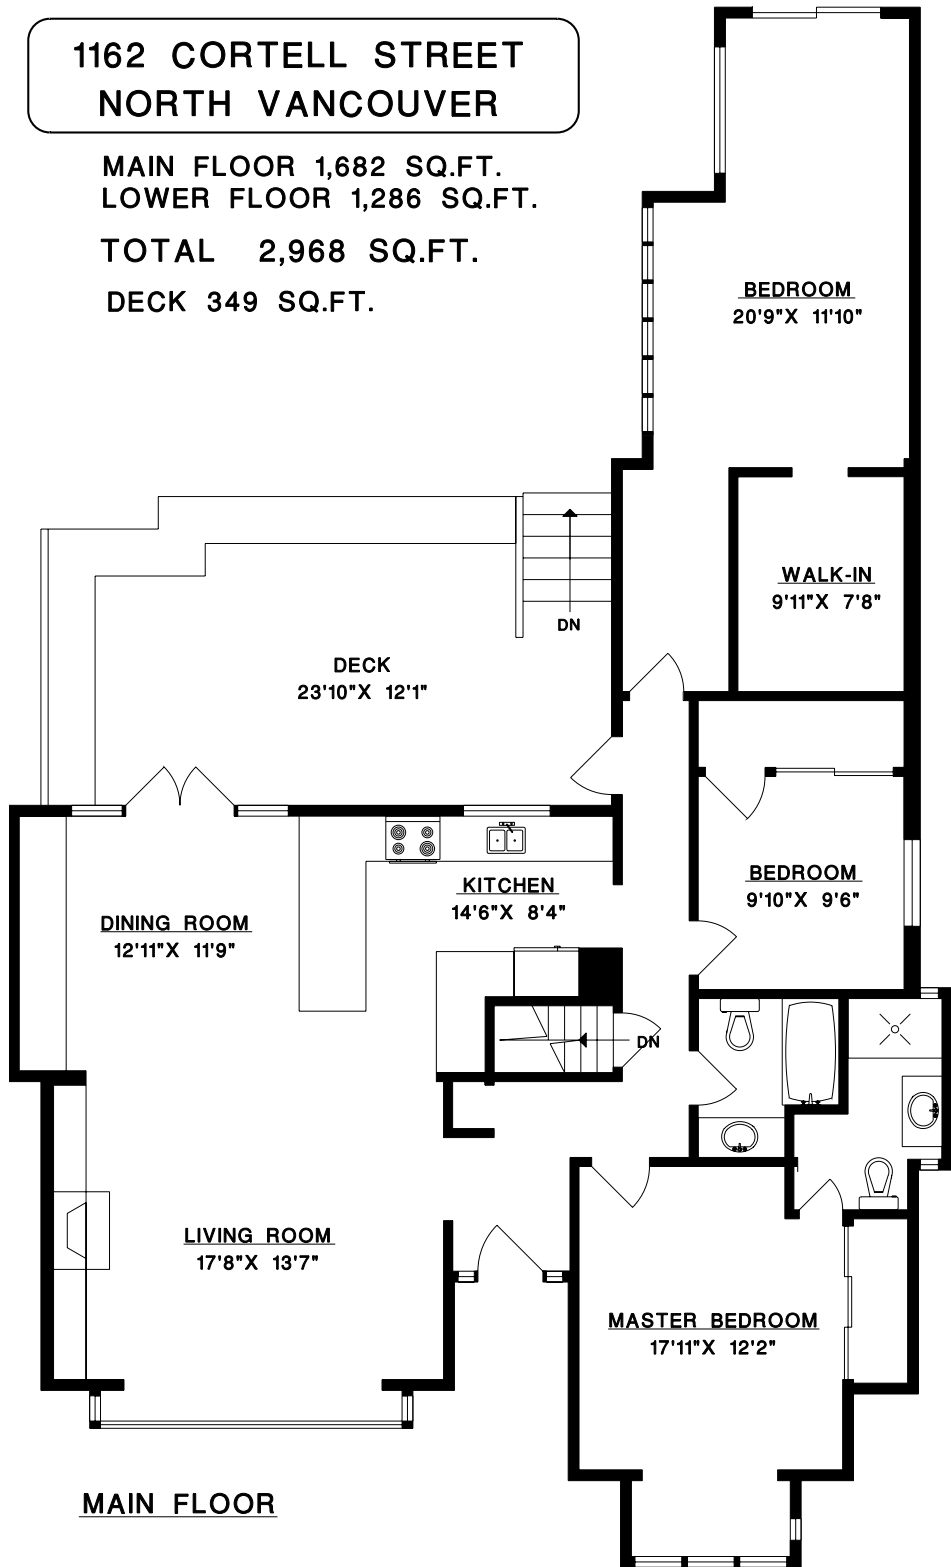 1162 CORTELL STREET
NORTH VANCOUVER
MAIN FLOOR 1,682 SQ.FT.
LOWER FLOOR 1,286 SQ.FT.
TOTAL 2,968 SQ.FT.
DECK 349 SQ.FT.
BEDROOM
20'9"X 11'10"
WALK-IN
9'11"X 7'8"
DN
DECK
23'10"X 12'1"
BEDROOM
9'10"X 9'6"
KITCHEN
14'6"X 8'4"
DINING ROOM
12'11"X 11'9"
DN
LIVING ROOM
17'8"X 13'7"
MASTER BEDROOM
17'11"X 12'2"
MAIN FLOOR